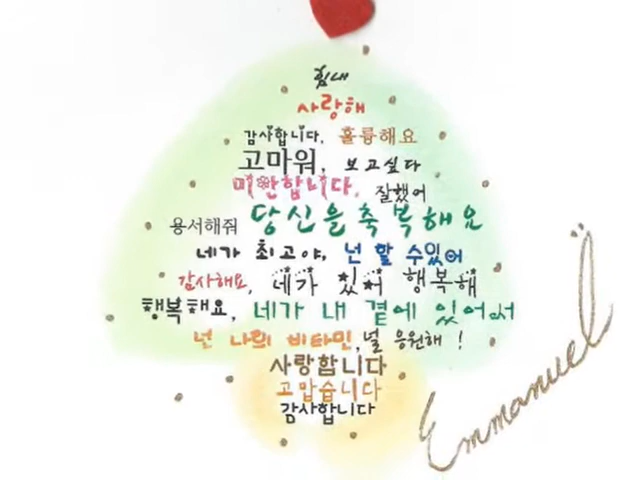 힘내
사랑해
감사합니다, 훌륭해요
고마워, 보고싶다
미안합니다, 잘했어
용서해줘 당신을축복해요
네가 최고야, 넌 할 수있어
감사해요, 네가 있어 행복해
행복해요, 네가 내 곁에 있어서
넌 나의 비타민, 널 응원해 !
사랑합니다
고맙습니다
감사합니다
Emmanuel